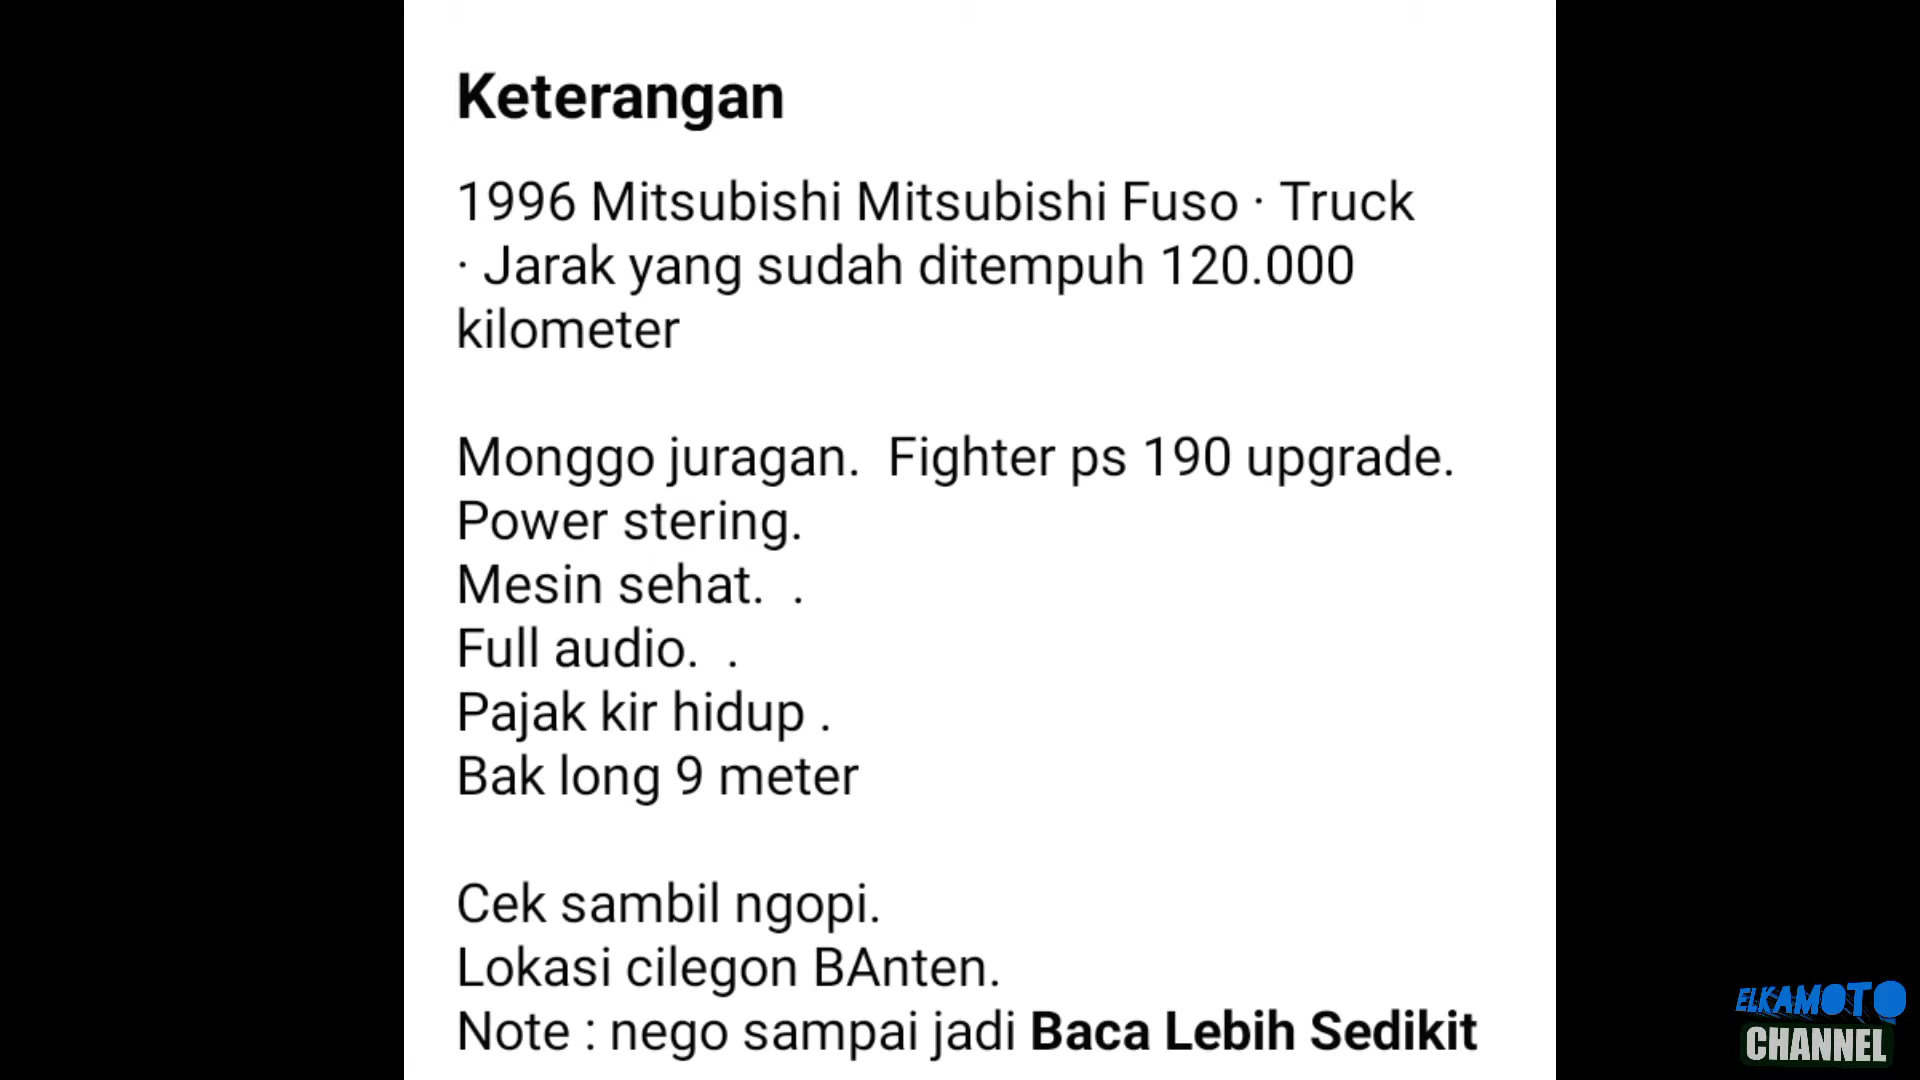 Keterangan
1996 Mitsubishi Mitsubishi Fuso · Truck
· Jarak yang sudah ditempuh 120.000
kilometer
Monggo juragan.  Fighter ps 190 upgrade.
Power stering.
Mesin sehat.  .
Full audio.  .
Pajak kir hidup .
Bak long 9 meter
Cek sambil ngopi.
Lokasi cilegon BAnten.
Note : nego sampai jadi Baca Lebih Sedikit
ELKAMOTO
CHANNEL